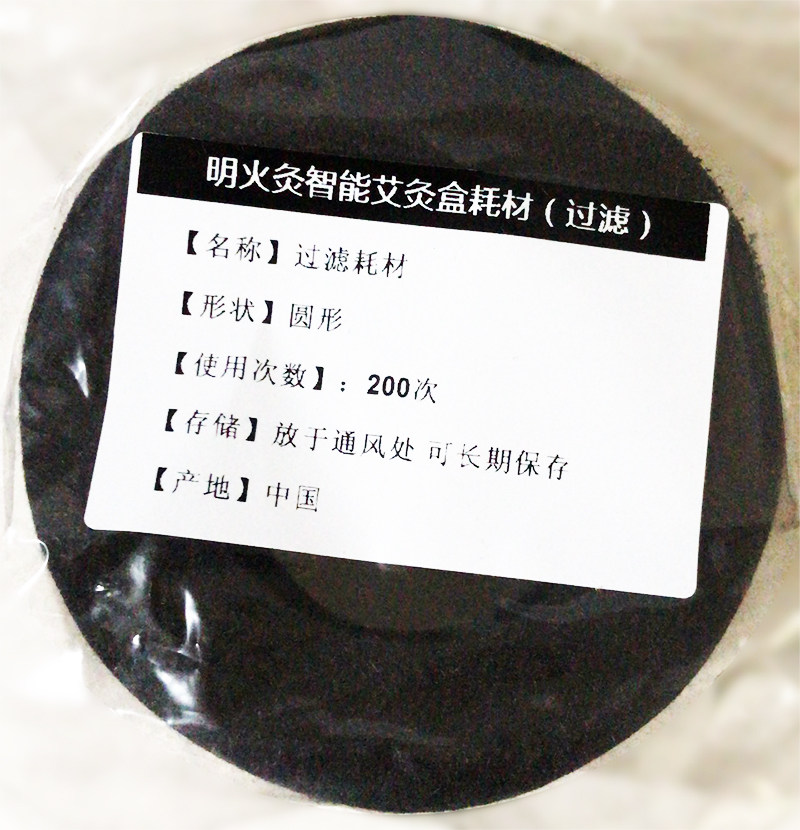 明火灸智能艾灸盒耗材（过滤）
【名称】过滤耗材
【形状】圆形
【使用次数】：200次
【存储】放于通风处 可长期保存
【产地】中国